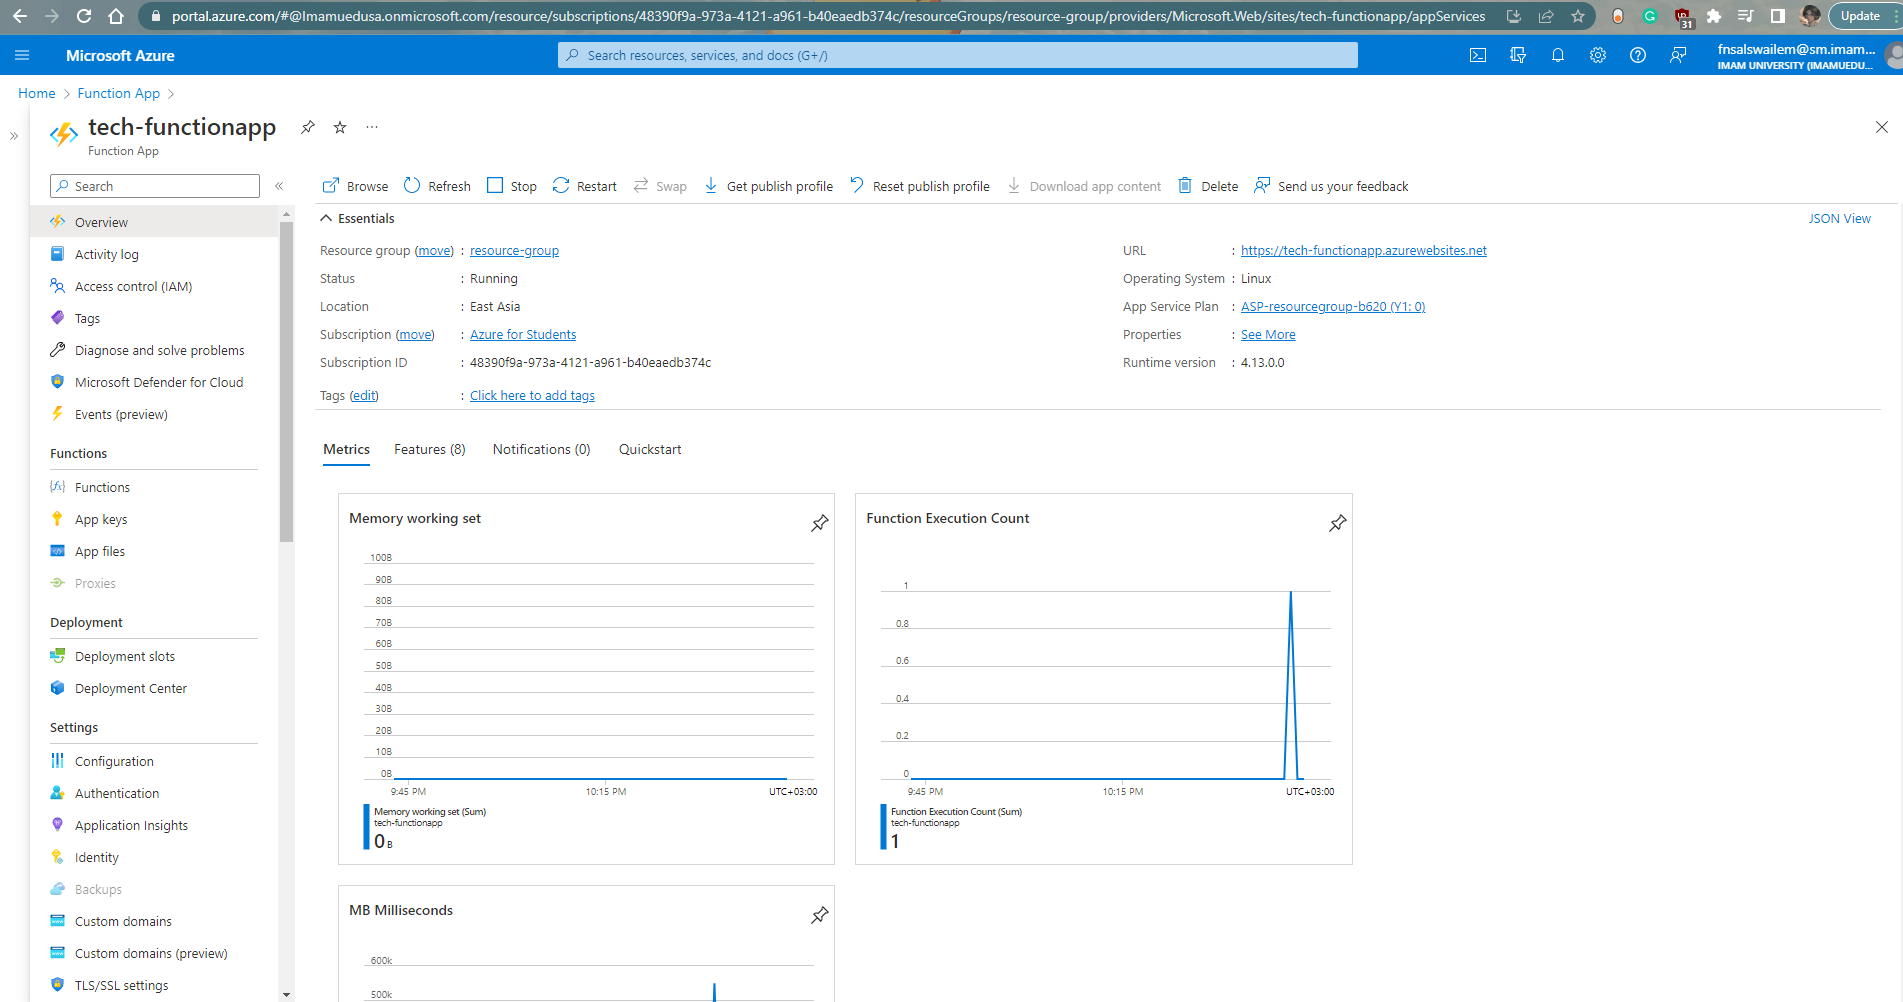 portal.azure.com/#@Imamuedusa.onmicrosoft.com/resource/subscriptions/48390f9a-973a-4121-a961-b40eaedb374c/resourceGroups/resource-group/providers/Microsoft.Web/sites/tech-functionapp/appServices
31
Update
Microsoft Azure
Search resources, services, and docs (G+/)
fnsalswailem@sm.imam...
IMAM UNIVERSITY (IMAMUEDU...
Home > Function App >
tech-functionapp
Function App
Search
Overview
Activity log
Access control (IAM)
Tags
Diagnose and solve problems
Microsoft Defender for Cloud
Events (preview)
Functions
Functions
App keys
App files
Proxies
Deployment
Deployment slots
Deployment Center
Settings
Configuration
Authentication
Application Insights
Identity
Backups
Custom domains
Custom domains (preview)
TLS/SSL settings
Browse Refresh Stop Restart Swap Get publish profile Reset publish profile Download app content Delete Send us your feedback
Essentials
JSON View
Resource group (move) : resource-group
Status : Running
Location : East Asia
Subscription (move) : Azure for Students
Subscription ID : 48390f9a-973a-4121-a961-b40eaedb374c
Tags (edit) : Click here to add tags
URL : https://tech-functionapp.azurewebsites.net
Operating System : Linux
App Service Plan : ASP-resourcegroup-b620 (Y1: 0)
Properties : See More
Runtime version : 4.13.0.0
Metrics Features (8) Notifications (0) Quickstart
Memory working set
100B
90B
80B
70B
60B
50B
40B
30B
20B
10B
0B
9:45 PM 10:15 PM UTC+03:00
Memory working set (Sum)
tech-functionapp
0 B
Function Execution Count
1
0.8
0.6
0.4
0.2
0
9:45 PM 10:15 PM UTC+03:00
Function Execution Count (Sum)
tech-functionapp
1
MB Milliseconds
600k
500k